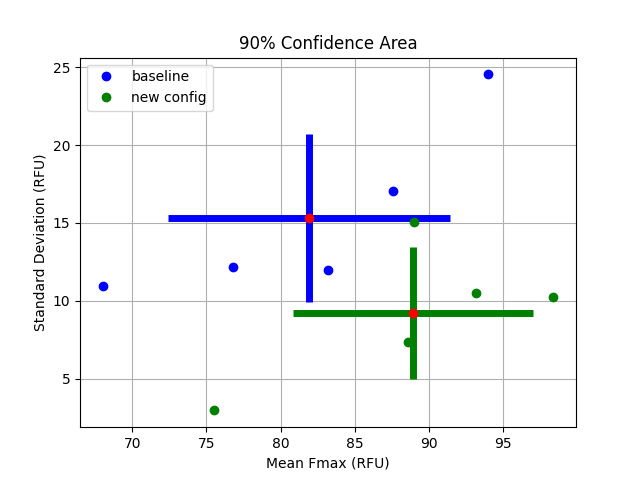 90% Confidence Area
baseline
new config
Standard Deviation (RFU)
25
20
15
10
5
70 75 80 85 90 95
Mean Fmax (RFU)